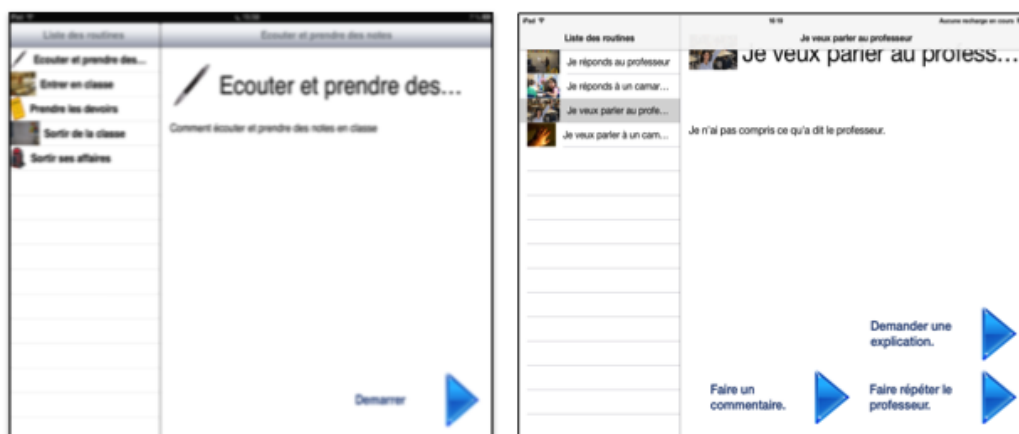 iPad
Liste des routines
Ecouter et prendre des notes
Ecouter et prendre des...
Entrer en classe
Prendre les devoirs
Sortir de la classe
Sortir ses affaires
Ecouter et prendre des...
Comment écouter et prendre des notes en classe
Demarrer
iPad
Aucune recharge en cours
Liste des routines
Je veux parler au professeur
Je réponds au professeur
Je réponds à un camar...
Je veux parler au profe...
Je veux parler à un cam...
Je veux parler au profess...
Je n'ai pas compris ce qu'a dit le professeur.
Demander une
explication.
Faire un
commentaire.
Faire répéter le
professeur.